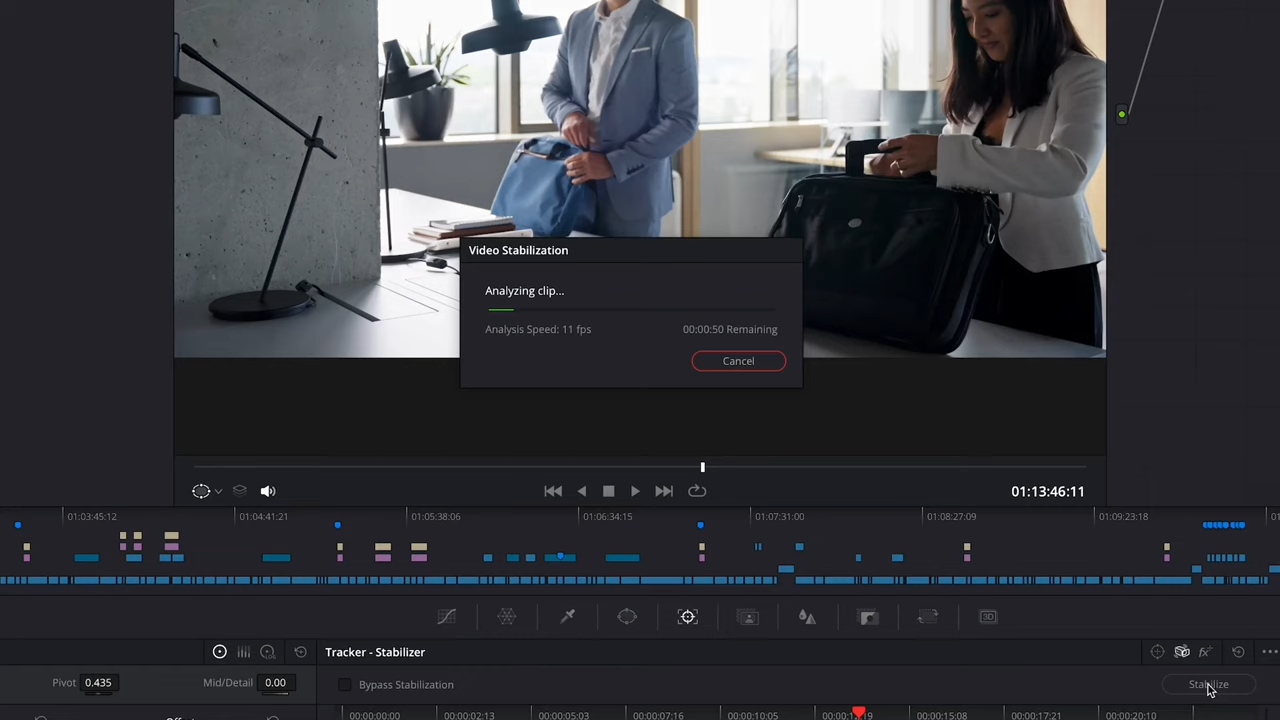 Video Stabilization
Analyzing clip...
Analysis Speed: 11 fps 00:00:50 Remaining
Cancel
01:13:46:11
01:03:45:12 01:04:41:21 01:05:38:06 01:06:34:15 01:07:31:00 01:08:27:09 01:09:23:18
3D
Tracker - Stabilizer
Pivot 0.435 Mid/Detail 0.00 Bypass Stabilization Stabilize
00:00:00:00 00:00:02:13 00:00:05:03 00:00:07:16 00:00:10:05 00:00:15:08 00:00:17:21 00:00:20:10